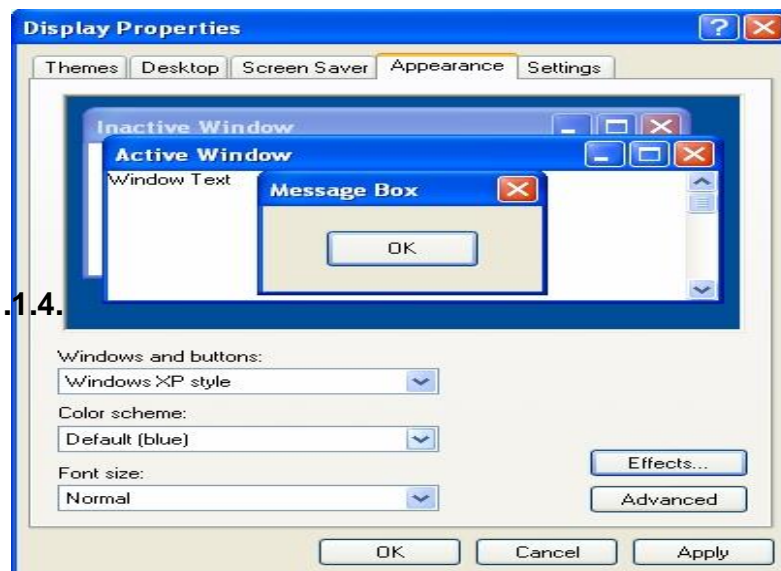 Display Properties
Themes Desktop Screen Saver Appearance Settings
Inactive Window
Active Window
Window Text
Message Box
OK
.1.4.
Windows and buttons:
Windows XP style
Color scheme:
Default (blue)
Effects...
Font size:
Normal
Advanced
OK Cancel Apply